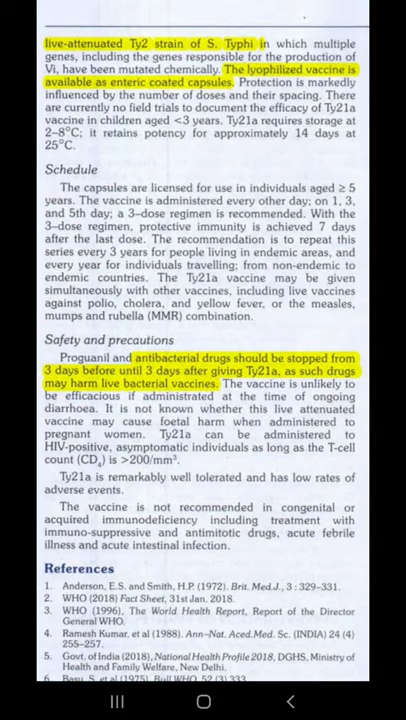 live-attenuated Ty2 strain of S. Typhi in which multiple
genes, including the genes responsible for the production of
Vi, have been mutated chemically. The lyophilized vaccine is
available as enteric coated capsules. Protection is markedly
influenced by the number of doses and their spacing. There
are currently no field trials to document the efficacy of Ty21a
vaccine in children aged <3 years. Ty21a requires storage at
2–8°C; it retains potency for approximately 14 days at
25°C.
Schedule
The capsules are licensed for use in individuals aged ≥ 5
years. The vaccine is administered every other day; on 1, 3,
and 5th day; a 3–dose regimen is recommended. With the
3–dose regimen, protective immunity is achieved 7 days
after the last dose. The recommendation is to repeat this
series every 3 years for people living in endemic areas, and
every year for individuals travelling; from non-endemic to
endemic countries. The Ty21a vaccine may be given
simultaneously with other vaccines, including live vaccines
against polio, cholera, and yellow fever, or the measles,
mumps and rubella (MMR) combination.
Safety and precautions
Proguanil and antibacterial drugs should be stopped from
3 days before until 3 days after giving Ty21a, as such drugs
may harm live bacterial vaccines. The vaccine is unlikely to
be efficacious if administrated at the time of ongoing
diarrhoea. It is not known whether this live attenuated
vaccine may cause foetal harm when administered to
pregnant women. Ty21a can be administered to
HIV-positive, asymptomatic individuals as long as the T-cell
count (CD₄) is >200/mm³.
Ty21a is remarkably well tolerated and has low rates of
adverse events.
The vaccine is not recommended in congenital or
acquired immunodeficiency including treatment with
immuno-suppressive and antimitotic drugs, acute febrile
illness and acute intestinal infection.
References
1. Anderson, E.S. and Smith, H.P. (1972). Brit. Med.J., 3 : 329–331.
2. WHO (2018) Fact Sheet, 31st Jan. 2018.
3. WHO (1996), The World Health Report, Report of the Director
General WHO.
4. Ramesh Kumar, et al (1988). Ann–Nat. Aced.Med. Sc. (INDIA) 24 (4)
255–257.
5. Govt. of India (2018), National Health Profile 2018, DGHS, Ministry of
Health and Family Welfare, New Delhi.
6. Basu, S. et al (1975) Bull WHO 52 (3) 333